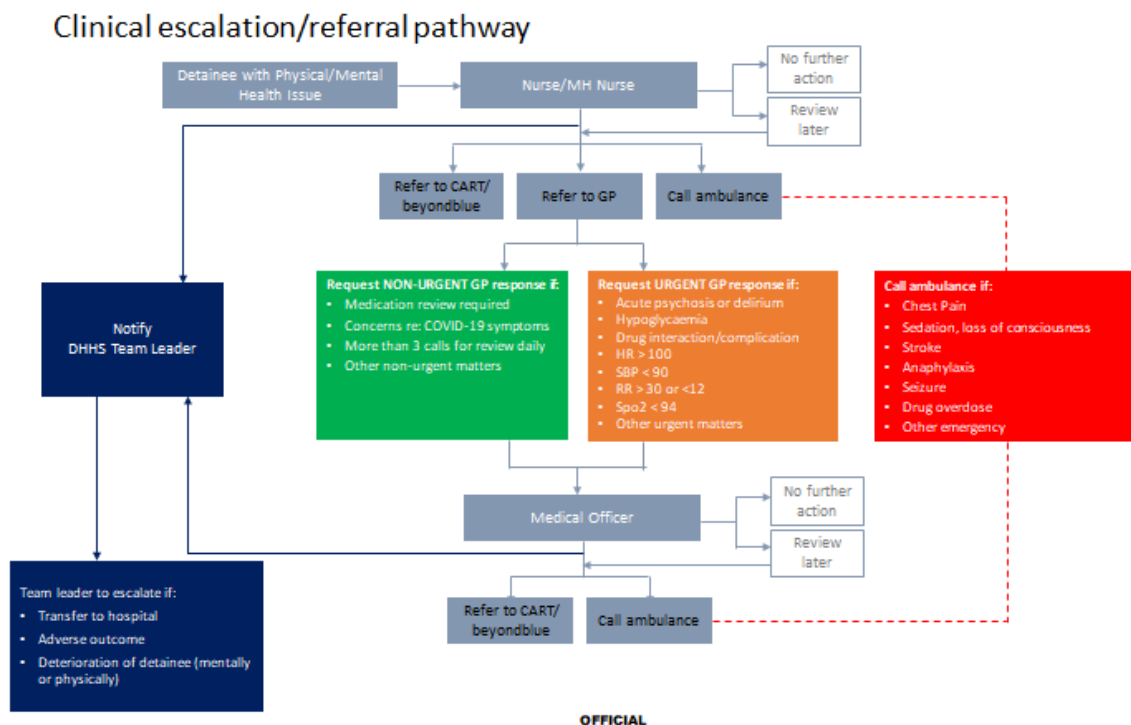 Clinical escalation/referral pathway
Detainee with Physical/Mental
Health Issue
Nurse/MH Nurse
No further
action
Review
later
Refer to CART/
beyondblue
Refer to GP
Call ambulance
Notify
DHHS Team Leader
Request NON-URGENT GP response if:
• Medication review required
• Concerns re: COVID-19 symptoms
• More than 3 calls for review daily
• Other non-urgent matters
Request URGENT GP response if:
• Acute psychosis or delirium
• Hypoglycaemia
• Drug interaction/complication
• HR > 100
• SBP < 90
• RR > 30 or <12
• Spo2 < 94
• Other urgent matters
Call ambulance if:
• Chest Pain
• Sedation, loss of consciousness
• Stroke
• Anaphylaxis
• Seizure
• Drug overdose
• Other emergency
Medical Officer
No further
action
Review
later
Refer to CART/
beyondblue
Call ambulance
Team leader to escalate if:
• Transfer to hospital
• Adverse outcome
• Deterioration of detainee (mentally
or physically)
OFFICIAL